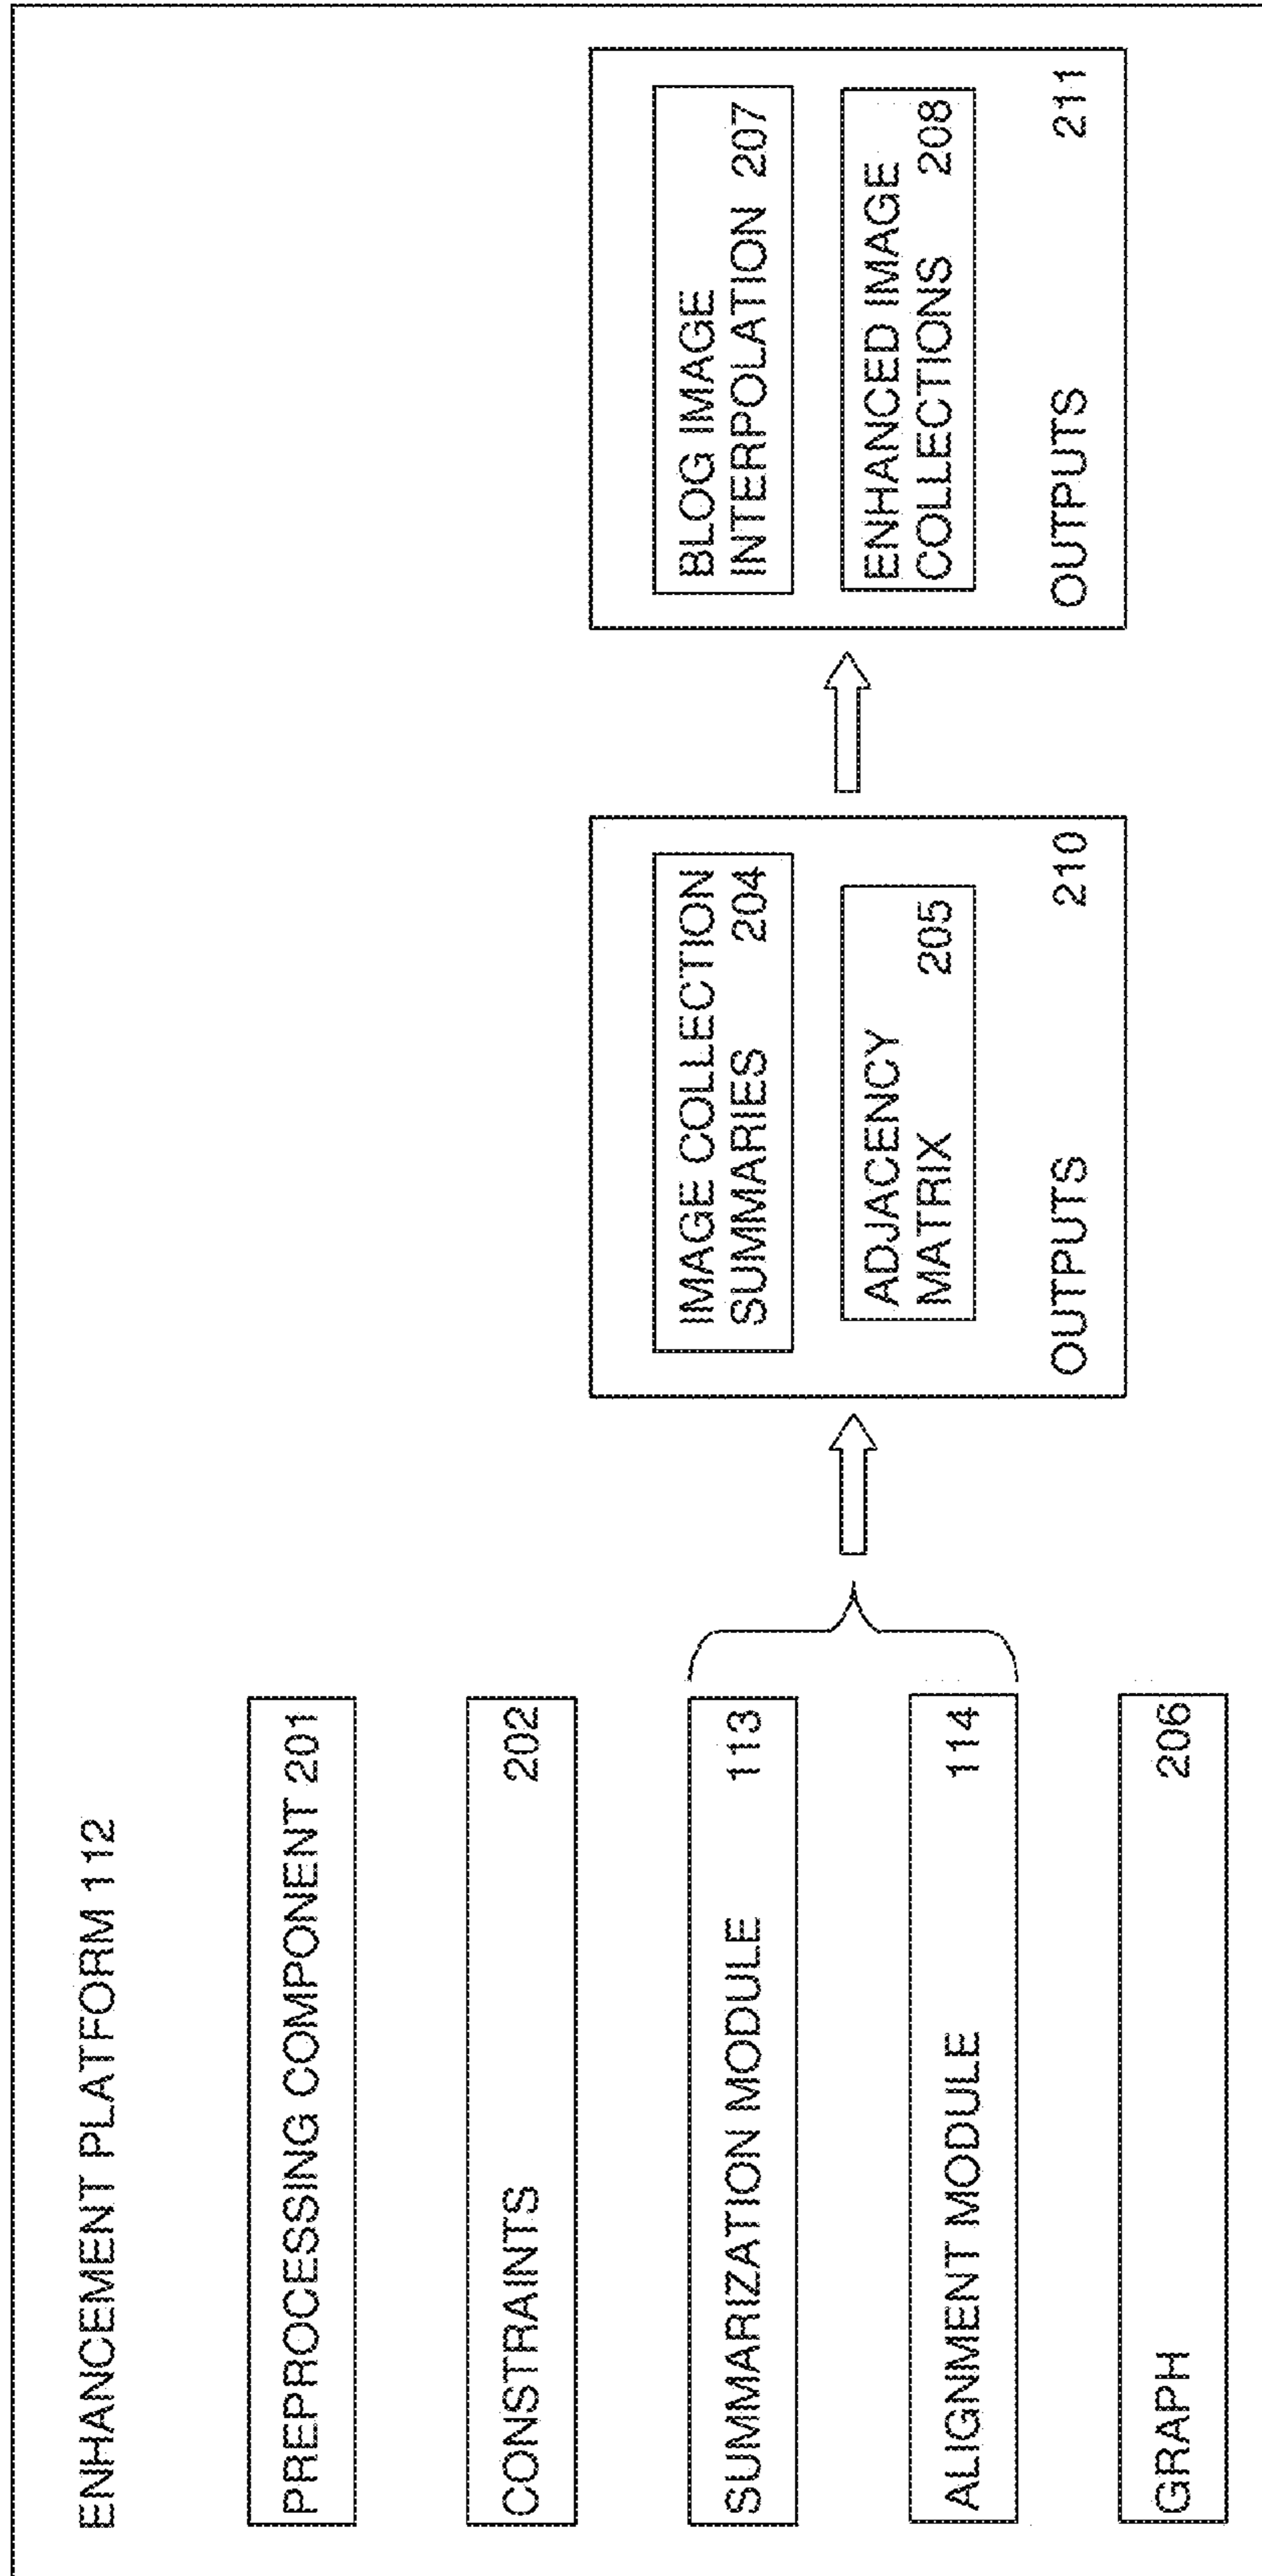 ENHANCEMENT PLATFORM 112
PREPROCESSING COMPONENT 201
CONSTRAINTS 202
SUMMARIZATION MODULE 113
ALIGNMENT MODULE 114
GRAPH 206
IMAGE COLLECTION
SUMMARIES 204
ADJACENCY
MATRIX 205
OUTPUTS 210
BLOG IMAGE
INTERPOLATION 207
ENHANCED IMAGE
COLLECTIONS 208
OUTPUTS 211